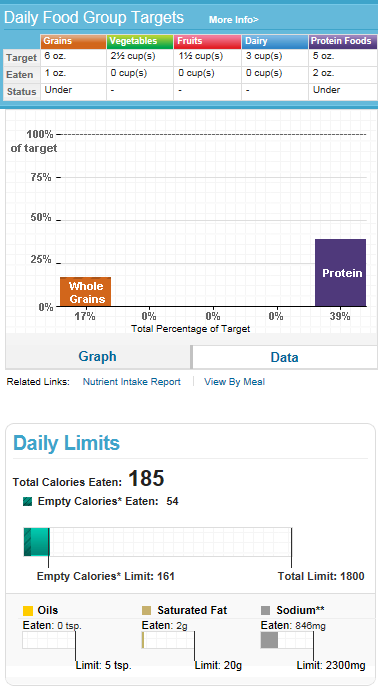 Daily Food Group Targets More Info>
Grains Vegetables Fruits Dairy Protein Foods
Target 6 oz. 2½ cup(s) 1½ cup(s) 3 cup(s) 5 oz.
Eaten 1 oz. 0 cup(s) 0 cup(s) 0 cup(s) 2 oz.
Status Under - - - Under
100%
of target
75%
50%
25%
0%
Whole
Grains
Protein
17% 0% 0% 0% 39%
Total Percentage of Target
Graph Data
Related Links: Nutrient Intake Report View By Meal
Daily Limits
Total Calories Eaten: 185
Empty Calories* Eaten: 54
Empty Calories* Limit: 161 Total Limit: 1800
Oils Saturated Fat Sodium**
Eaten: 0 tsp. Eaten: 2g Eaten: 846mg
Limit: 5 tsp. Limit: 20g Limit: 2300mg